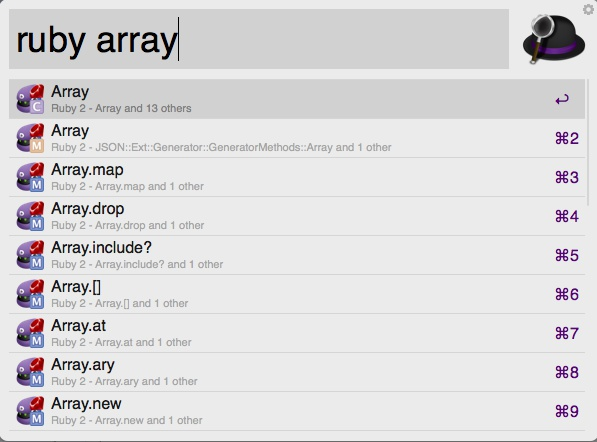 ruby array
Array
Ruby 2 - Array and 13 others
Array
Ruby 2 - JSON::Ext::Generator::GeneratorMethods::Array and 1 other
⌘2
Array.map
Ruby 2 - Array.map and 1 other
⌘3
Array.drop
Ruby 2 - Array.drop and 1 other
⌘4
Array.include?
Ruby 2 - Array.include? and 1 other
⌘5
Array.[]
Ruby 2 - Array.[] and 1 other
⌘6
Array.at
Ruby 2 - Array.at and 1 other
⌘7
Array.ary
Ruby 2 - Array.ary and 1 other
⌘8
Array.new
Ruby 2 - Array.new and 1 other
⌘9